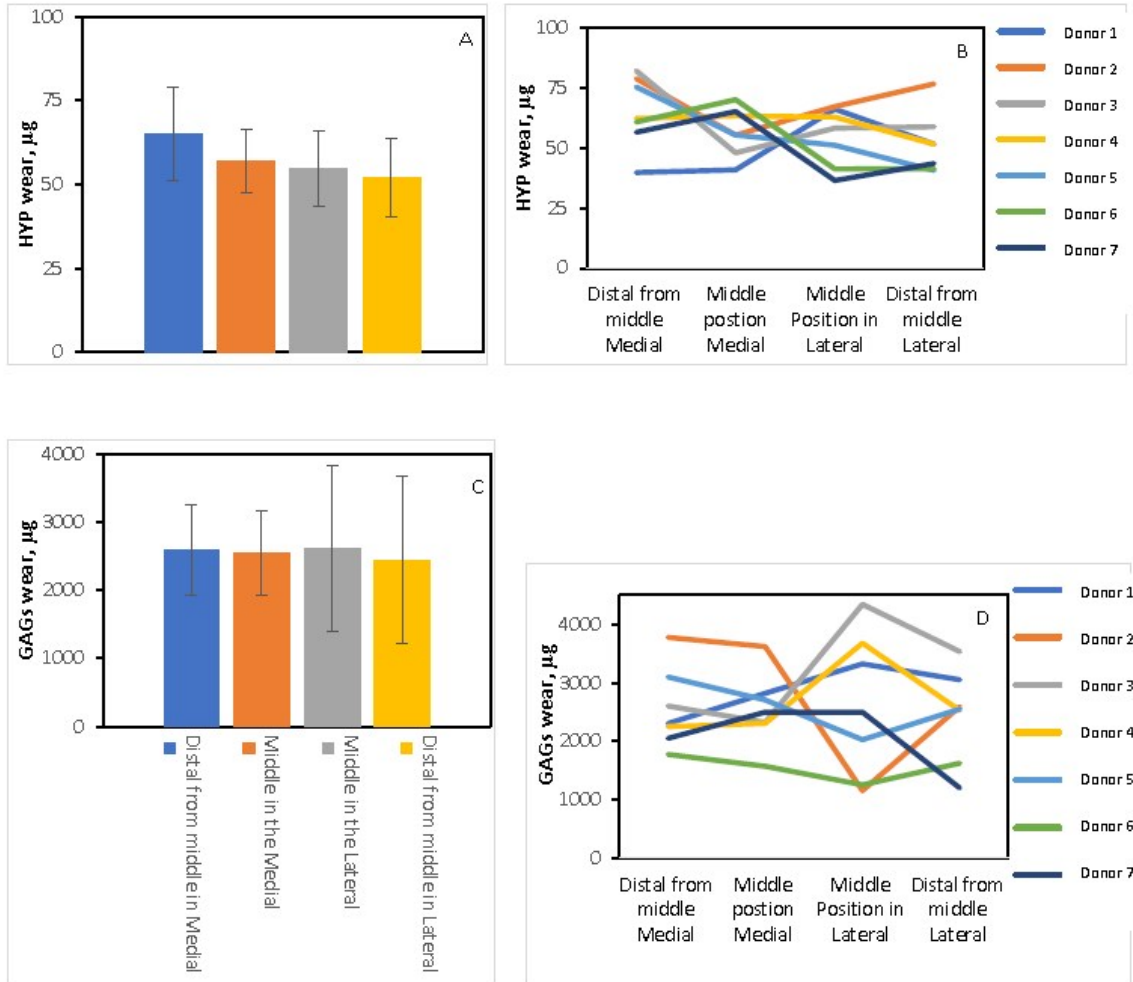 A
HYP wear, µg
100
75
50
25
0
B
HYP wear, µg
100
75
50
25
0
Distal from
middle
Medial
Middle
postion
Medial
Middle
Position in
Lateral
Distal from
middle
Lateral
Donor 1
Donor 2
Donor 3
Donor 4
Donor 5
Donor 6
Donor 7
C
GAGs wear, µg
4000
3000
2000
1000
0
Distal from middle in Medial
Middle in the Medial
Middle in the Lateral
Distal from middle in Lateral
D
GAGs wear, µg
4000
3000
2000
1000
0
Distal from
middle
Medial
Middle
postion
Medial
Middle
Position in
Lateral
Distal from
middle
Lateral
Donor 1
Donor 2
Donor 3
Donor 4
Donor 5
Donor 6
Donor 7